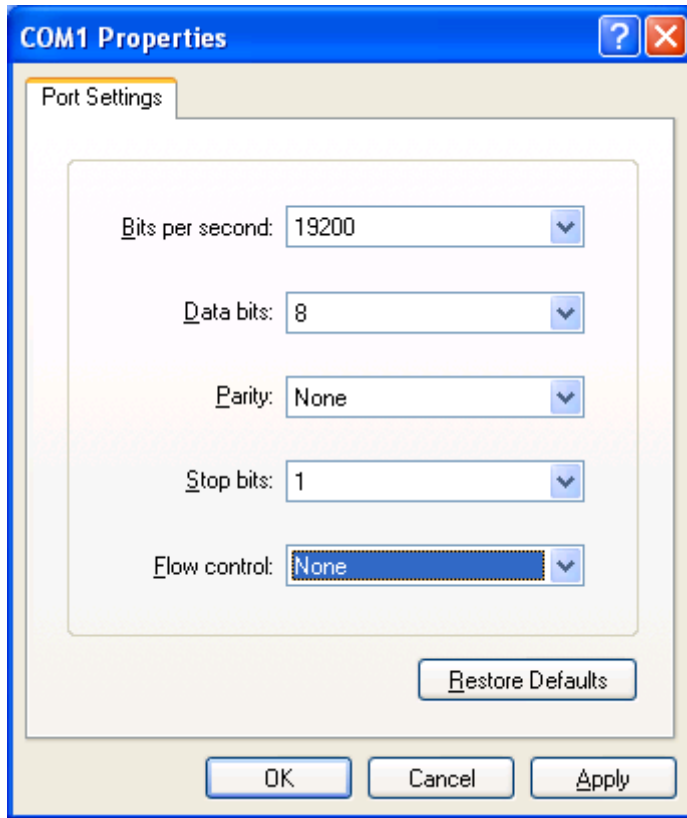 COM1 Properties
Port Settings
Bits per second: 19200
Data bits: 8
Parity: None
Stop bits: 1
Flow control: None
Restore Defaults
OK Cancel Apply